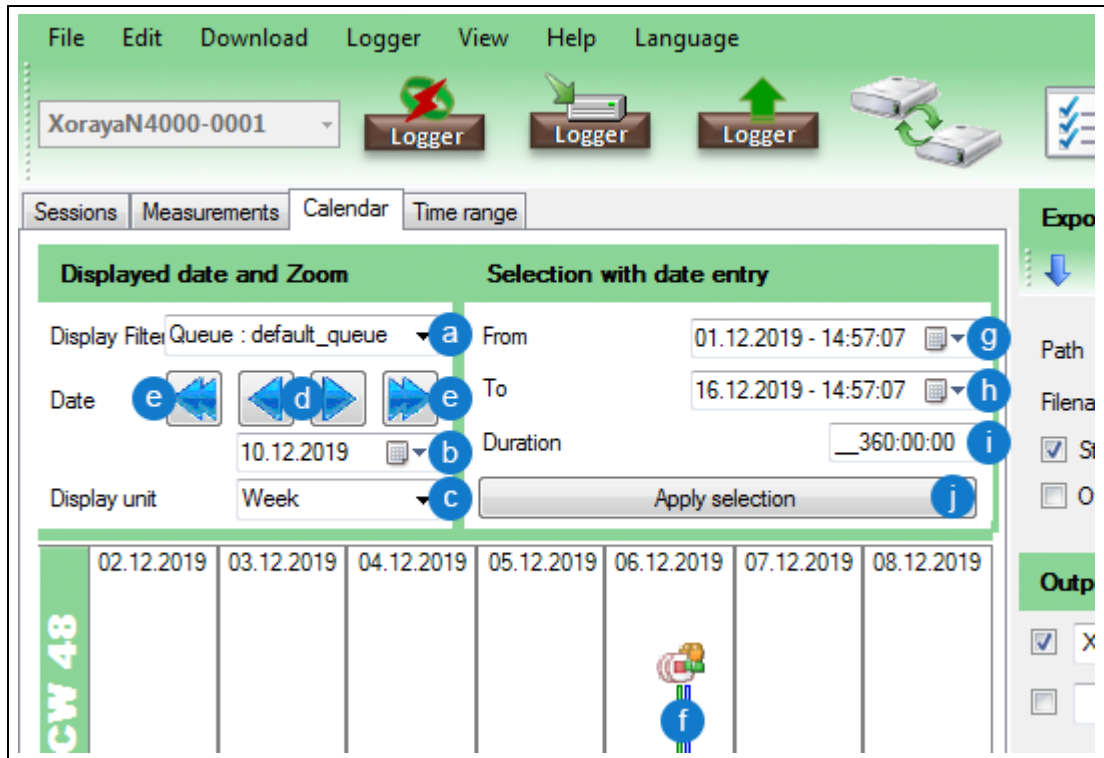 File Edit Download Logger View Help Language
XorayaN4000-0001 Logger Logger Logger
Sessions Measurements Calendar Time range
Expo
Displayed date and Zoom
Display Filter Queue : default_queue a
Date e d e
10.12.2019 b
Display unit Week c
Selection with date entry
From 01.12.2019 - 14:57:07 g
To 16.12.2019 - 14:57:07 h
Duration __360:00:00 i
Apply selection j
Path
Filena
St
O
02.12.2019 03.12.2019 04.12.2019 05.12.2019 06.12.2019 07.12.2019 08.12.2019
CW 48
f
Outp
X